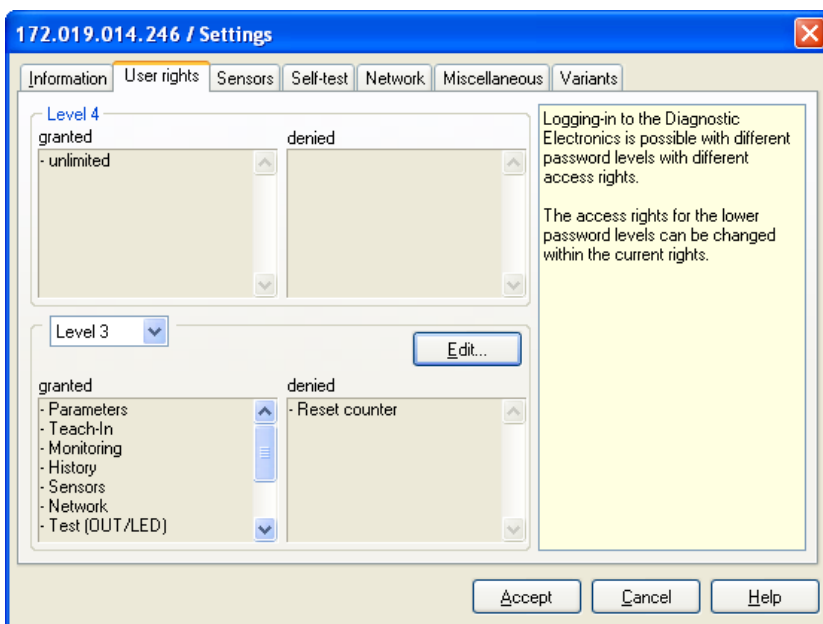 172.019.014.246 / Settings
Information User rights Sensors Self-test Network Miscellaneous Variants
Level 4
granted denied
- unlimited
Logging-in to the Diagnostic
Electronics is possible with different
password levels with different
access rights.
The access rights for the lower
password levels can be changed
within the current rights.
Level 3
Edit...
granted denied
- Parameters
- Teach-In
- Monitoring
- History
- Sensors
- Network
- Test (OUT/LED)
- Reset counter
Accept Cancel Help